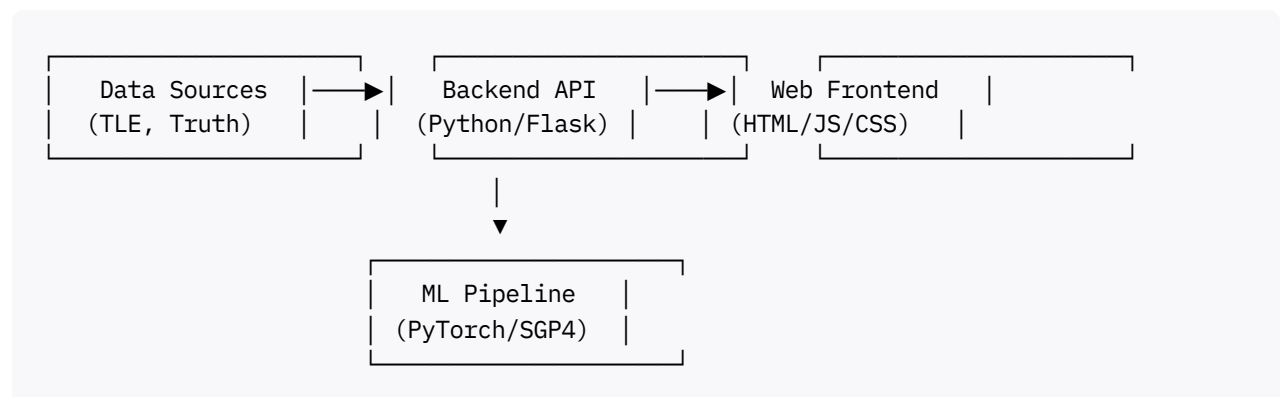 Data Sources Backend API Web Frontend
(TLE, Truth) (Python/Flask) (HTML/JS/CSS)
ML Pipeline
(PyTorch/SGP4)